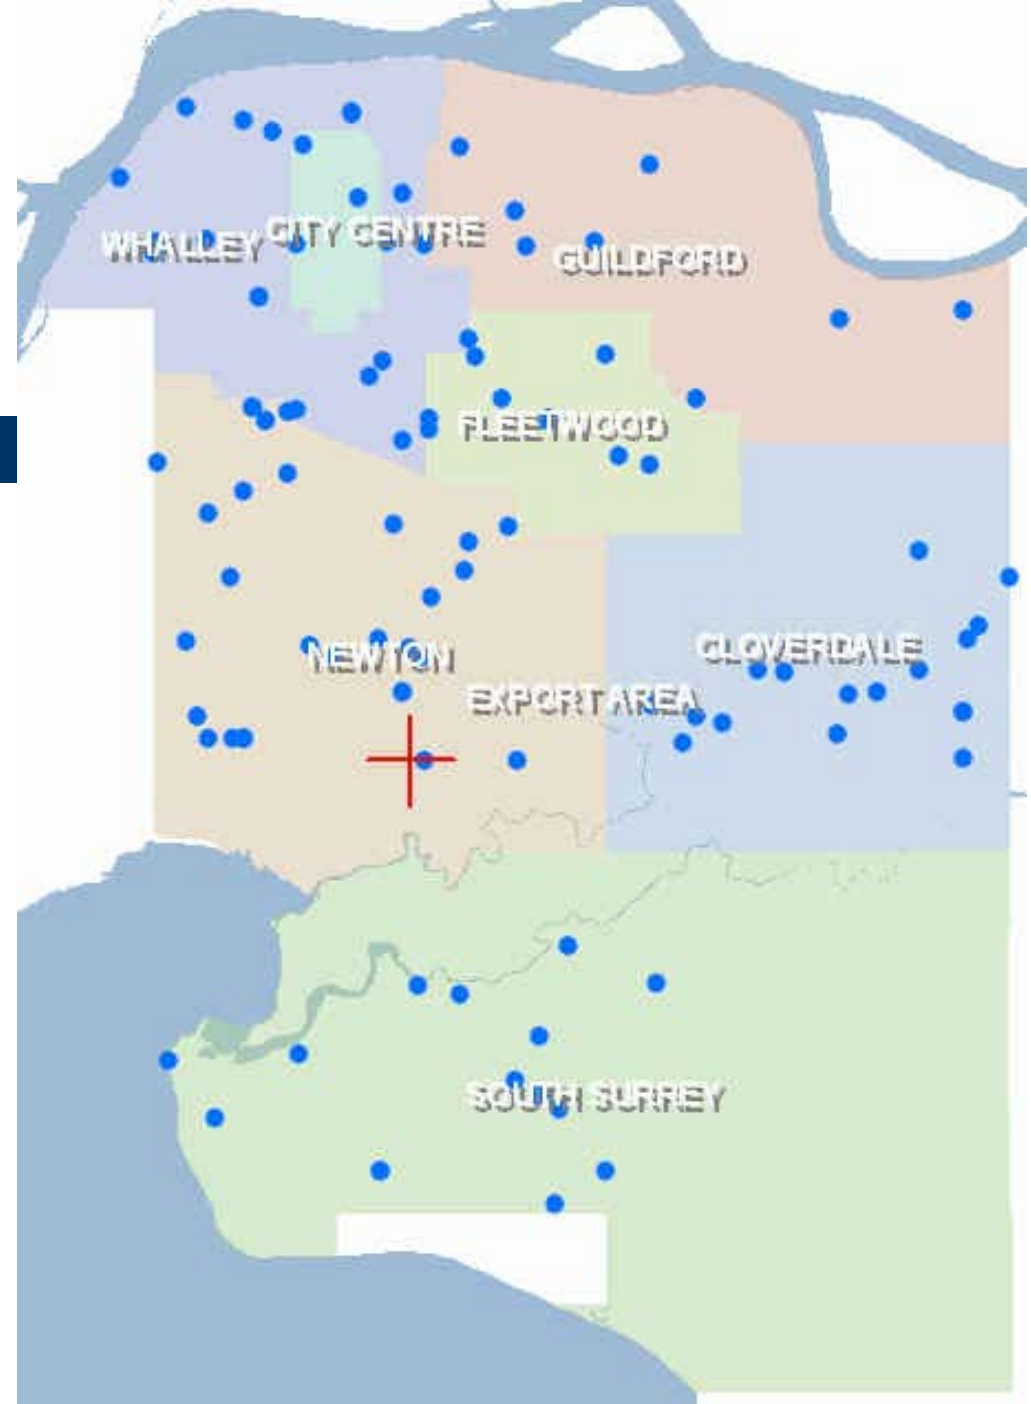 WHALLEY
CITY CENTRE
GUILDFORD
FLEETWOOD
NEWTON
CLOVERDALE
EXPORT AREA
SOUTH SURREY